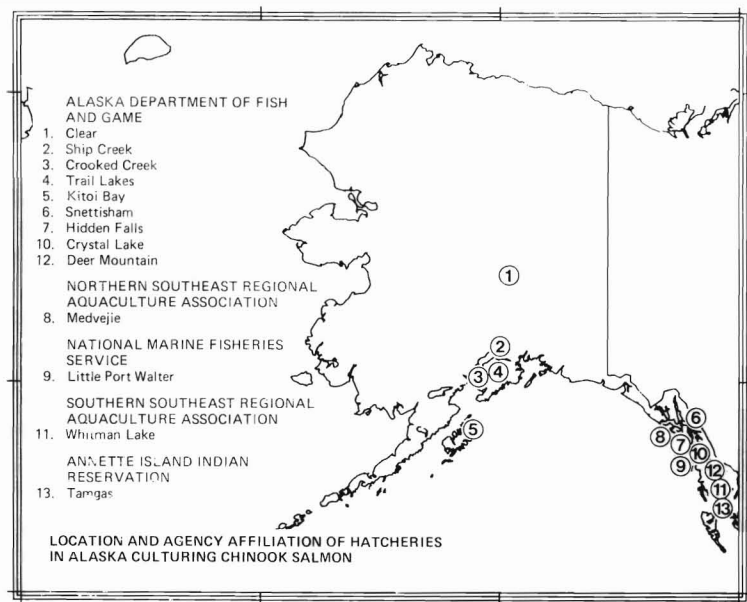 ALASKA DEPARTMENT OF FISH
AND GAME
1. Clear
2. Ship Creek
3. Crooked Creek
4. Trail Lakes
5. Kitoi Bay
6. Snettisham
7. Hidden Falls
10. Crystal Lake
12. Deer Mountain
NORTHERN SOUTHEAST REGIONAL
AQUACULTURE ASSOCIATION
8. Medvejie
NATIONAL MARINE FISHERIES
SERVICE
9. Little Port Walter
SOUTHERN SOUTHEAST REGIONAL
AQUACULTURE ASSOCIATION
11. Whitman Lake
ANNETTE ISLAND INDIAN
RESERVATION
13. Tamgas
1
2
3 4
5
6
8 7
10
9
12
11
13
LOCATION AND AGENCY AFFILIATION OF HATCHERIES
IN ALASKA CULTURING CHINOOK SALMON